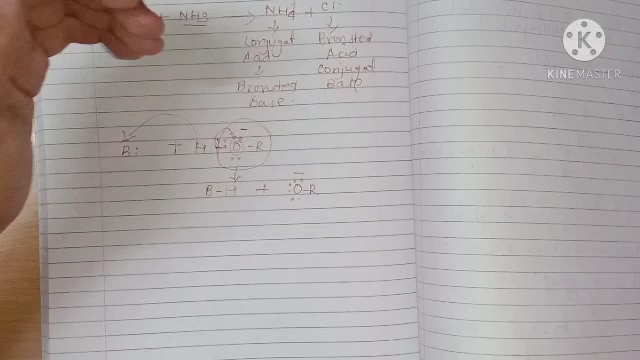 + NH3 → NH4+ + Cl-
Conjugat Bronsted
Acid Acid
Bronsted Conjugat
Base Base
B: + H-O-R
B-H + :O-R
KINEMASTER